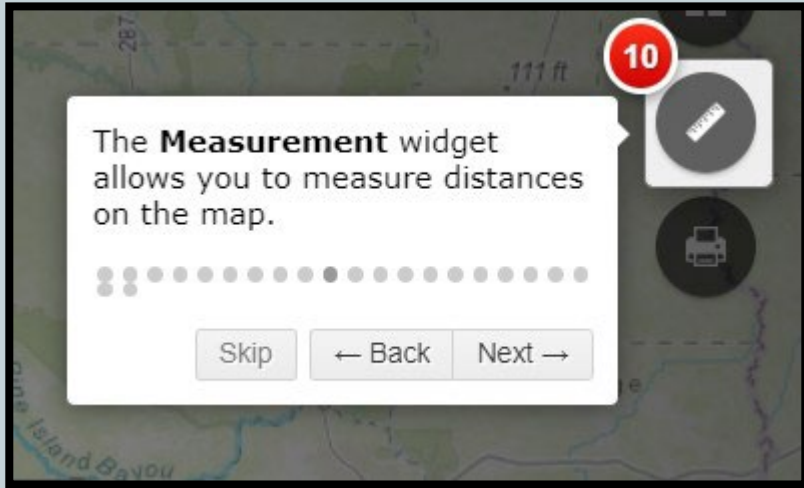 287
111 ft
10
The Measurement widget
allows you to measure distances
on the map.
Skip
← Back
Next →
Island Bayou